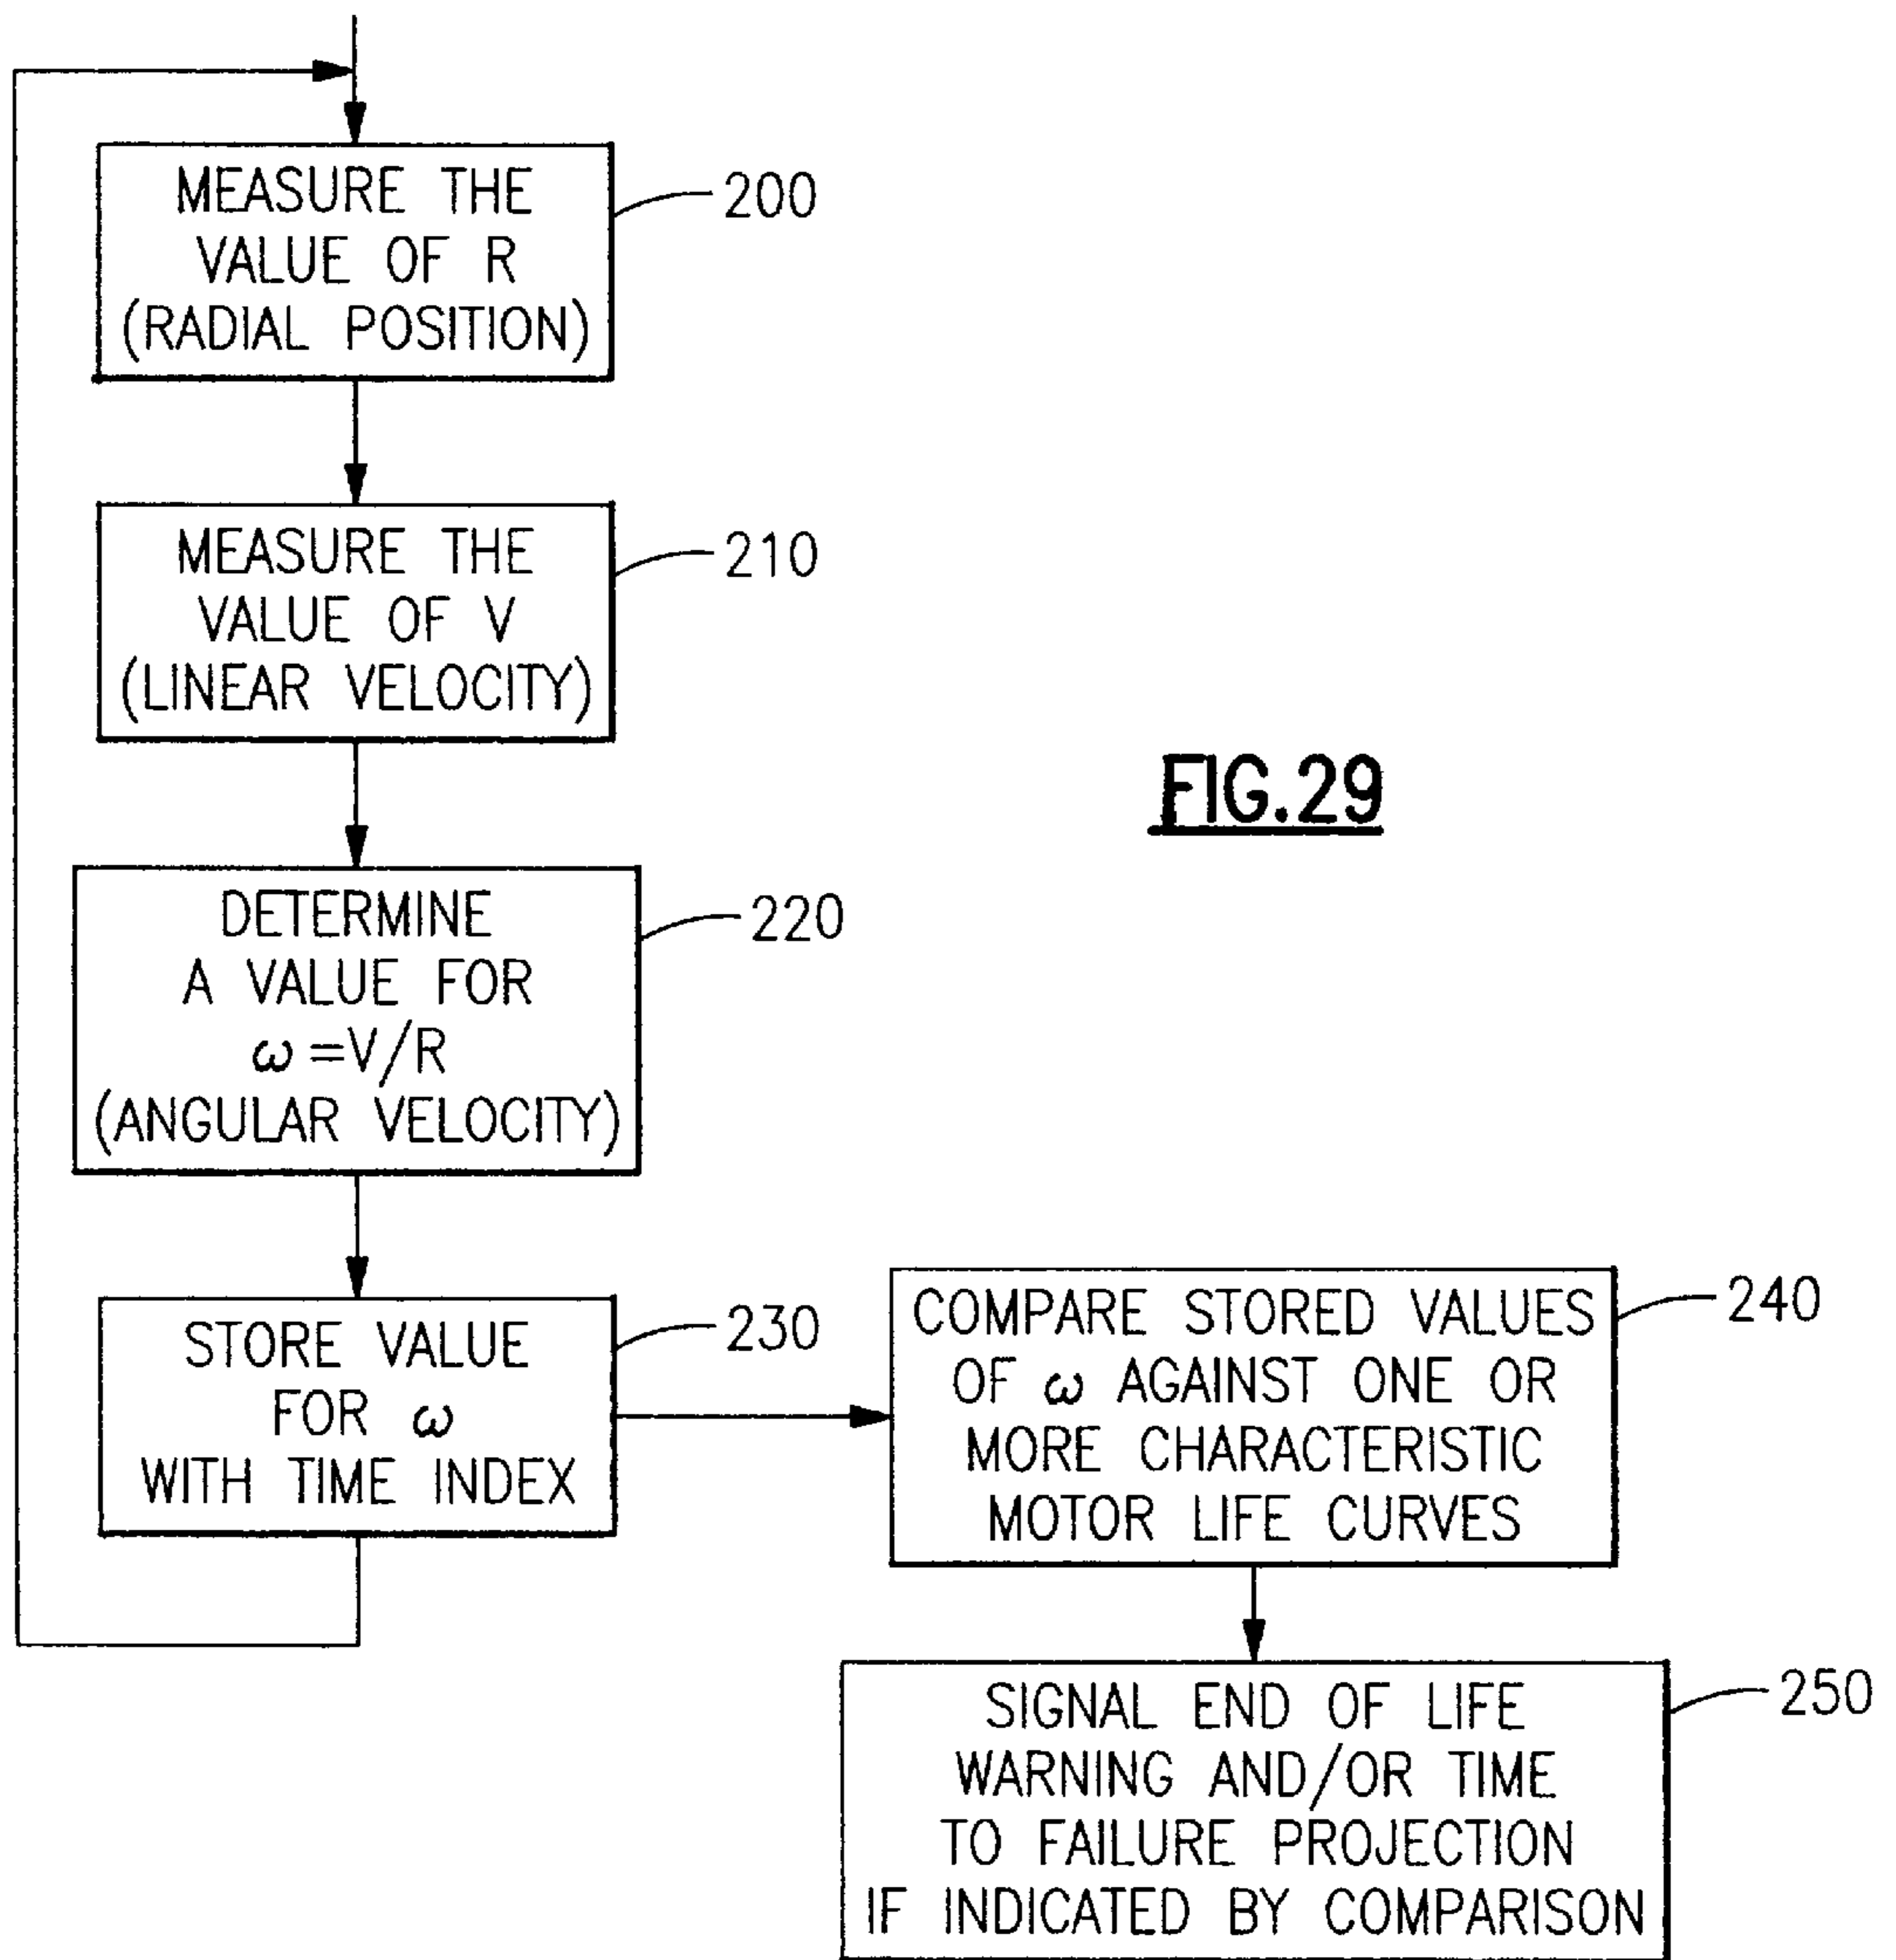 MEASURE THE
VALUE OF R
(RADIAL POSITION)
200
MEASURE THE
VALUE OF V
(LINEAR VELOCITY)
210
FIG.29
DETERMINE
A VALUE FOR
ω=V/R
(ANGULAR VELOCITY)
220
STORE VALUE
FOR ω
WITH TIME INDEX
230
COMPARE STORED VALUES
OF ω AGAINST ONE OR
MORE CHARACTERISTIC
MOTOR LIFE CURVES
240
SIGNAL END OF LIFE
WARNING AND/OR TIME
TO FAILURE PROJECTION
IF INDICATED BY COMPARISON
250